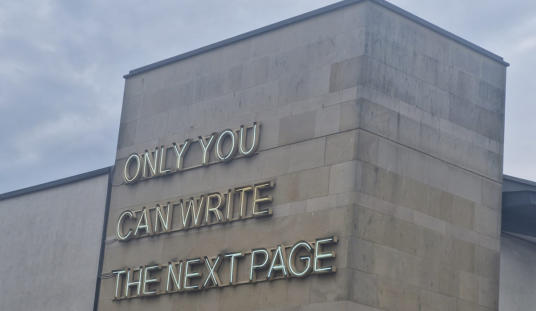 ONLY YOU
CAN WRITE
THE NEXT PAGE